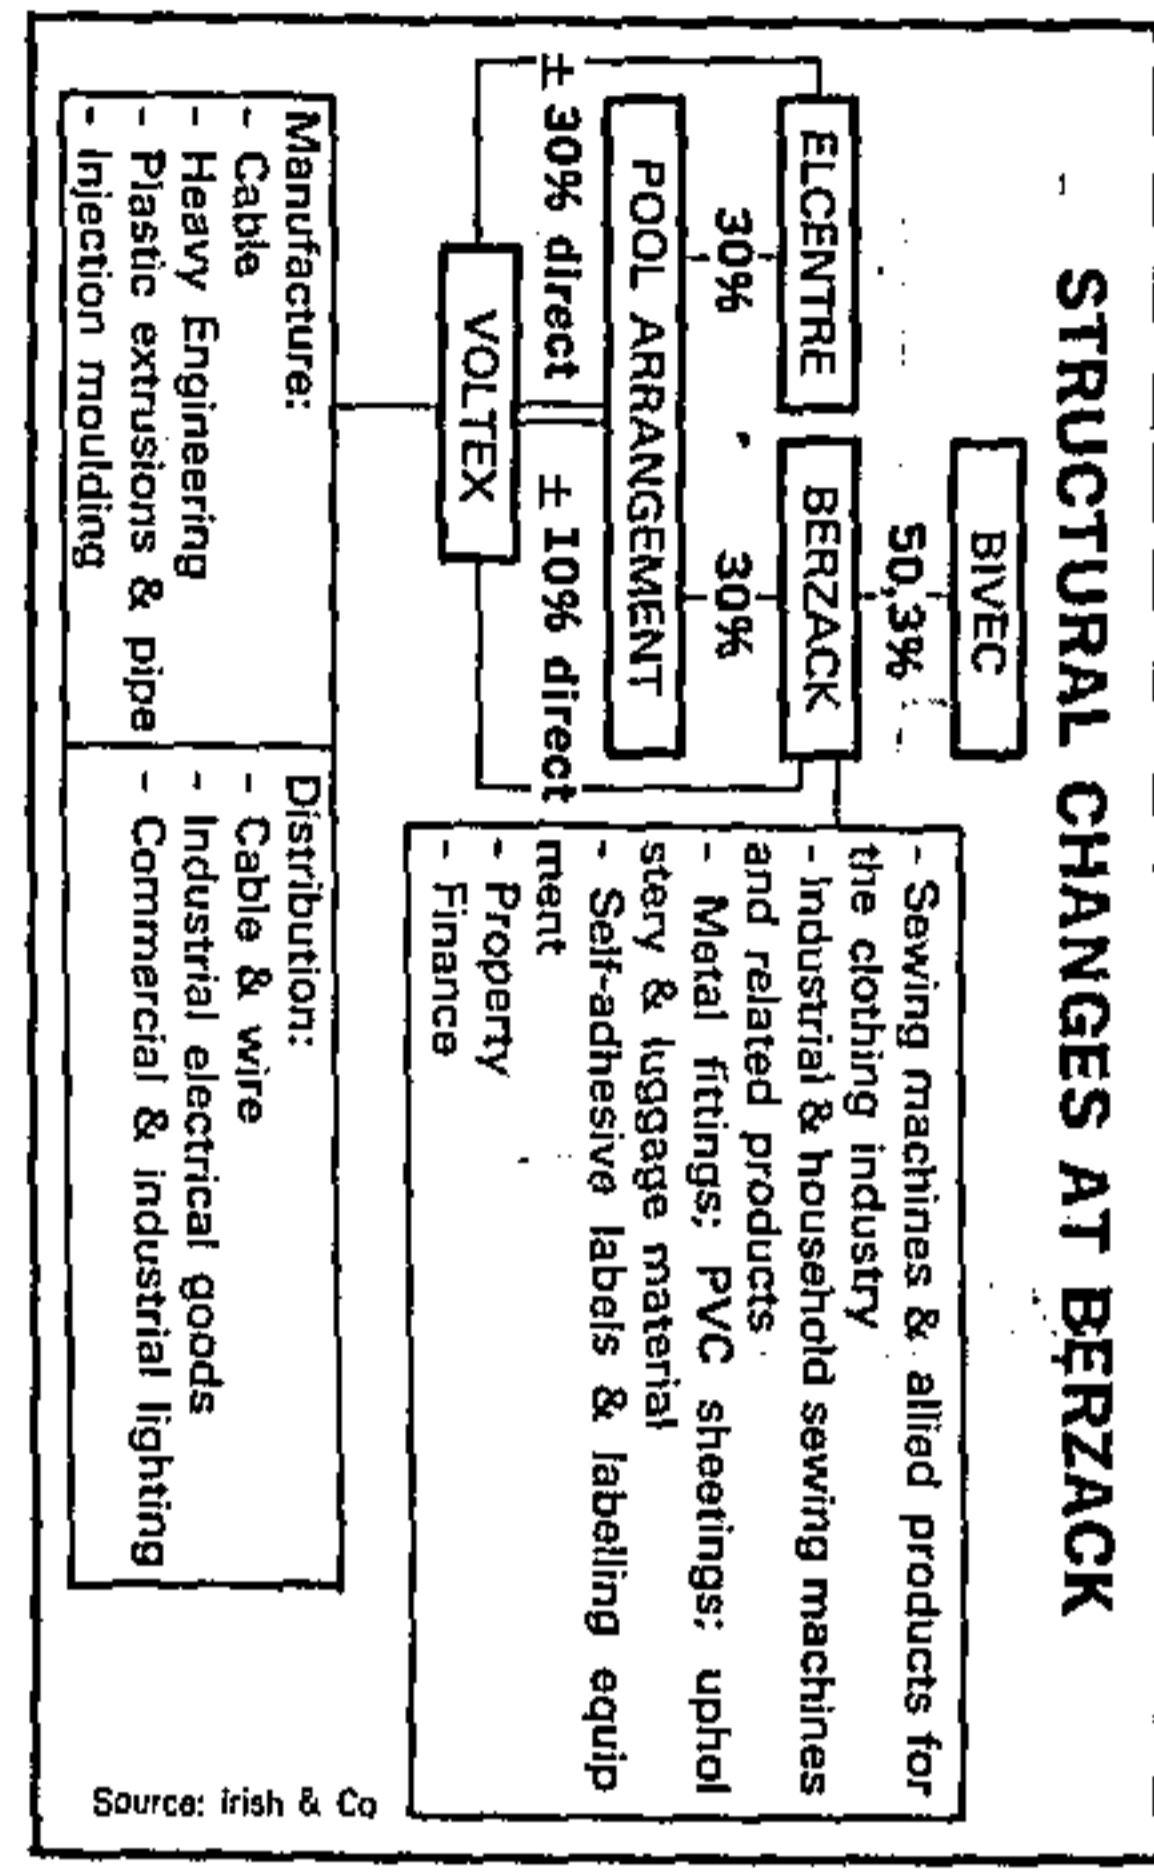 STRUCTURAL CHANGES AT BERZACK
BIVEC
50,3%
ELCENTRE
BERZACK
30%
30%
POOL ARRANGEMENT
± 30% direct
± 10% direct
VOLTEX
- Sewing machines & allied products for
the clothing industry
- Industrial & household sewing machines
and related products
- Metal fittings; PVC sheetings; uphol
stery & luggage material
- Self-adhesive labels & labelling equip
ment
- Property
- Finance
Manufacture:
- Cable
- Heavy Engineering
- Plastic extrusions & pipe
- Injection moulding
Distribution:
- Cable & wire
- Industrial electrical goods
- Commercial & industrial lighting
Source: Irish & Co